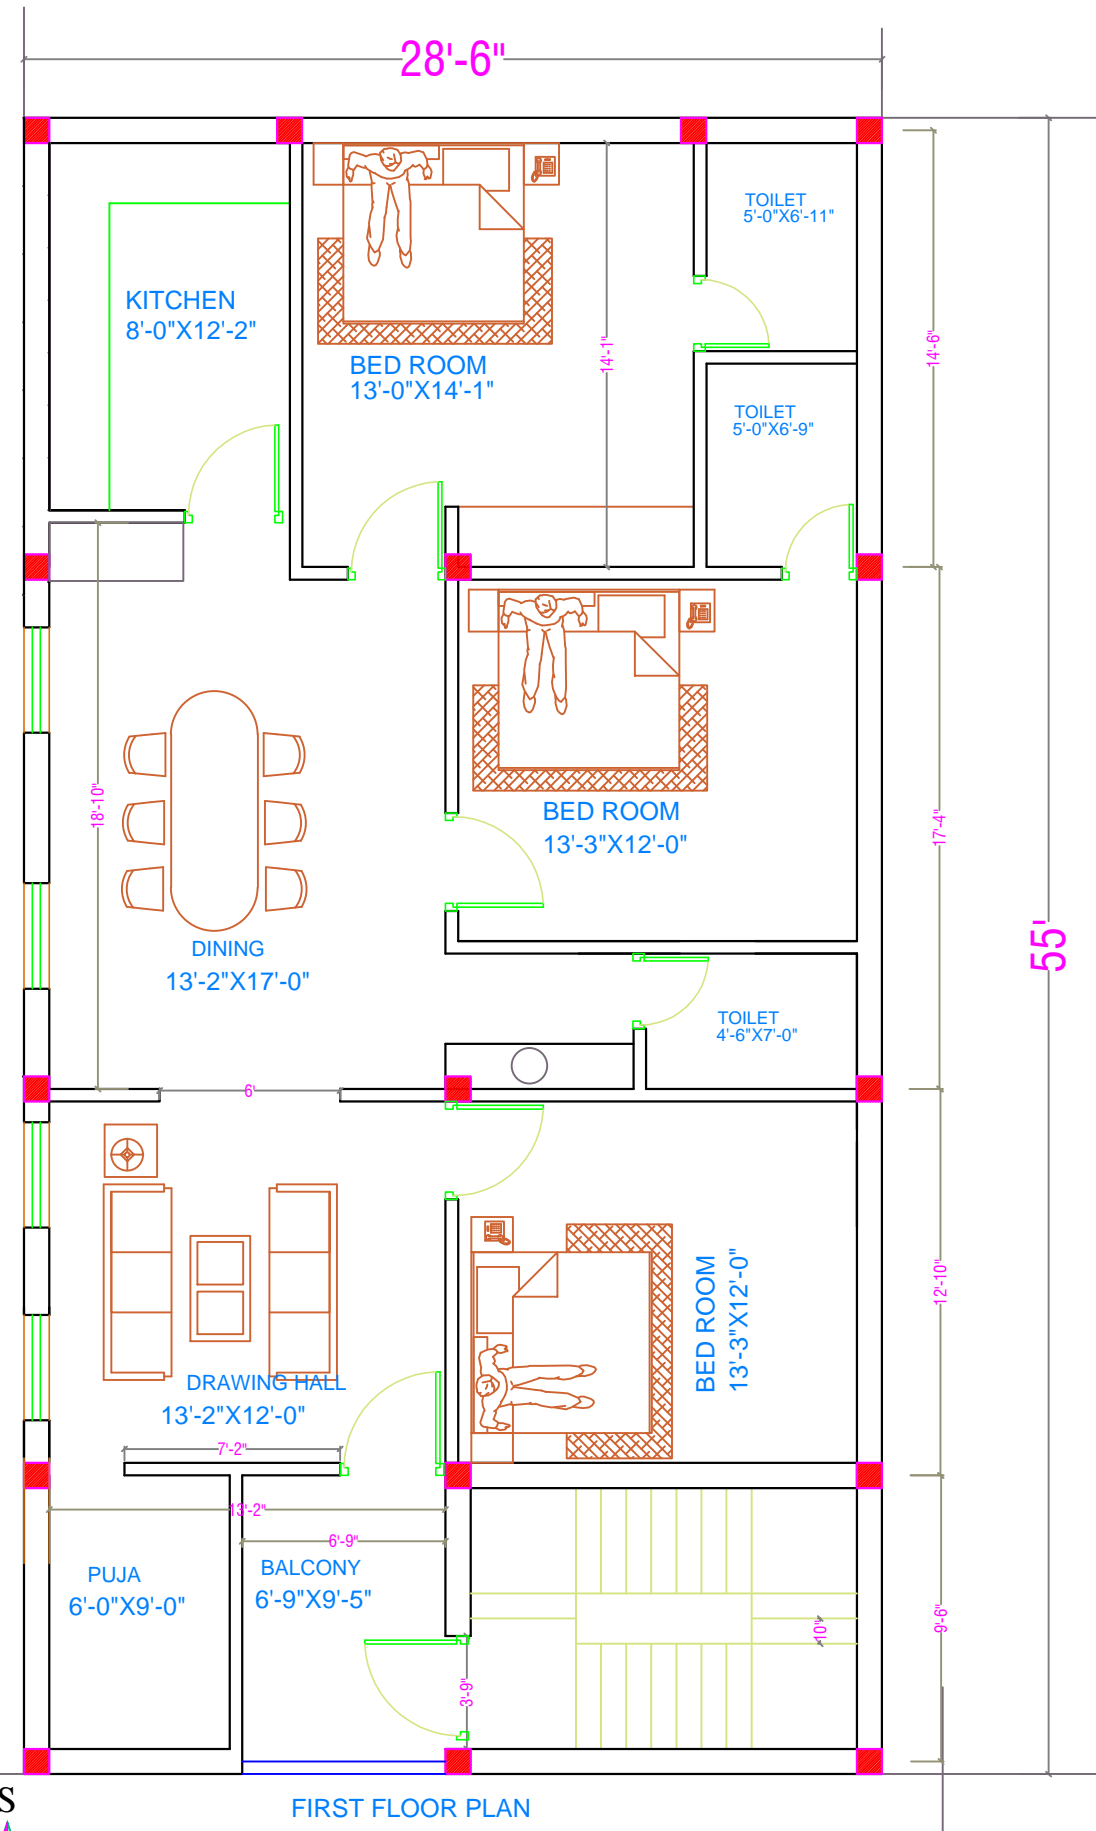 28'-6"
TOILET
5'-0"X6'-11"
KITCHEN
8'-0"X12'-2"
BED ROOM
13'-0"X14'-1"
14'-1"
14'-6"
TOILET
5'-0"X6'-9"
18'-10"
BED ROOM
13'-3"X12'-0"
17'-4"
55'
DINING
13'-2"X17'-0"
TOILET
4'-6"X7'-0"
6'
BED ROOM
13'-3"X12'-0"
12'-10"
DRAWING HALL
13'-2"X12'-0"
7'-2"
13'-2"
6'-9"
PUJA
6'-0"X9'-0"
BALCONY
6'-9"X9'-5"
10"
9'-6"
3'-9"
S
FIRST FLOOR PLAN